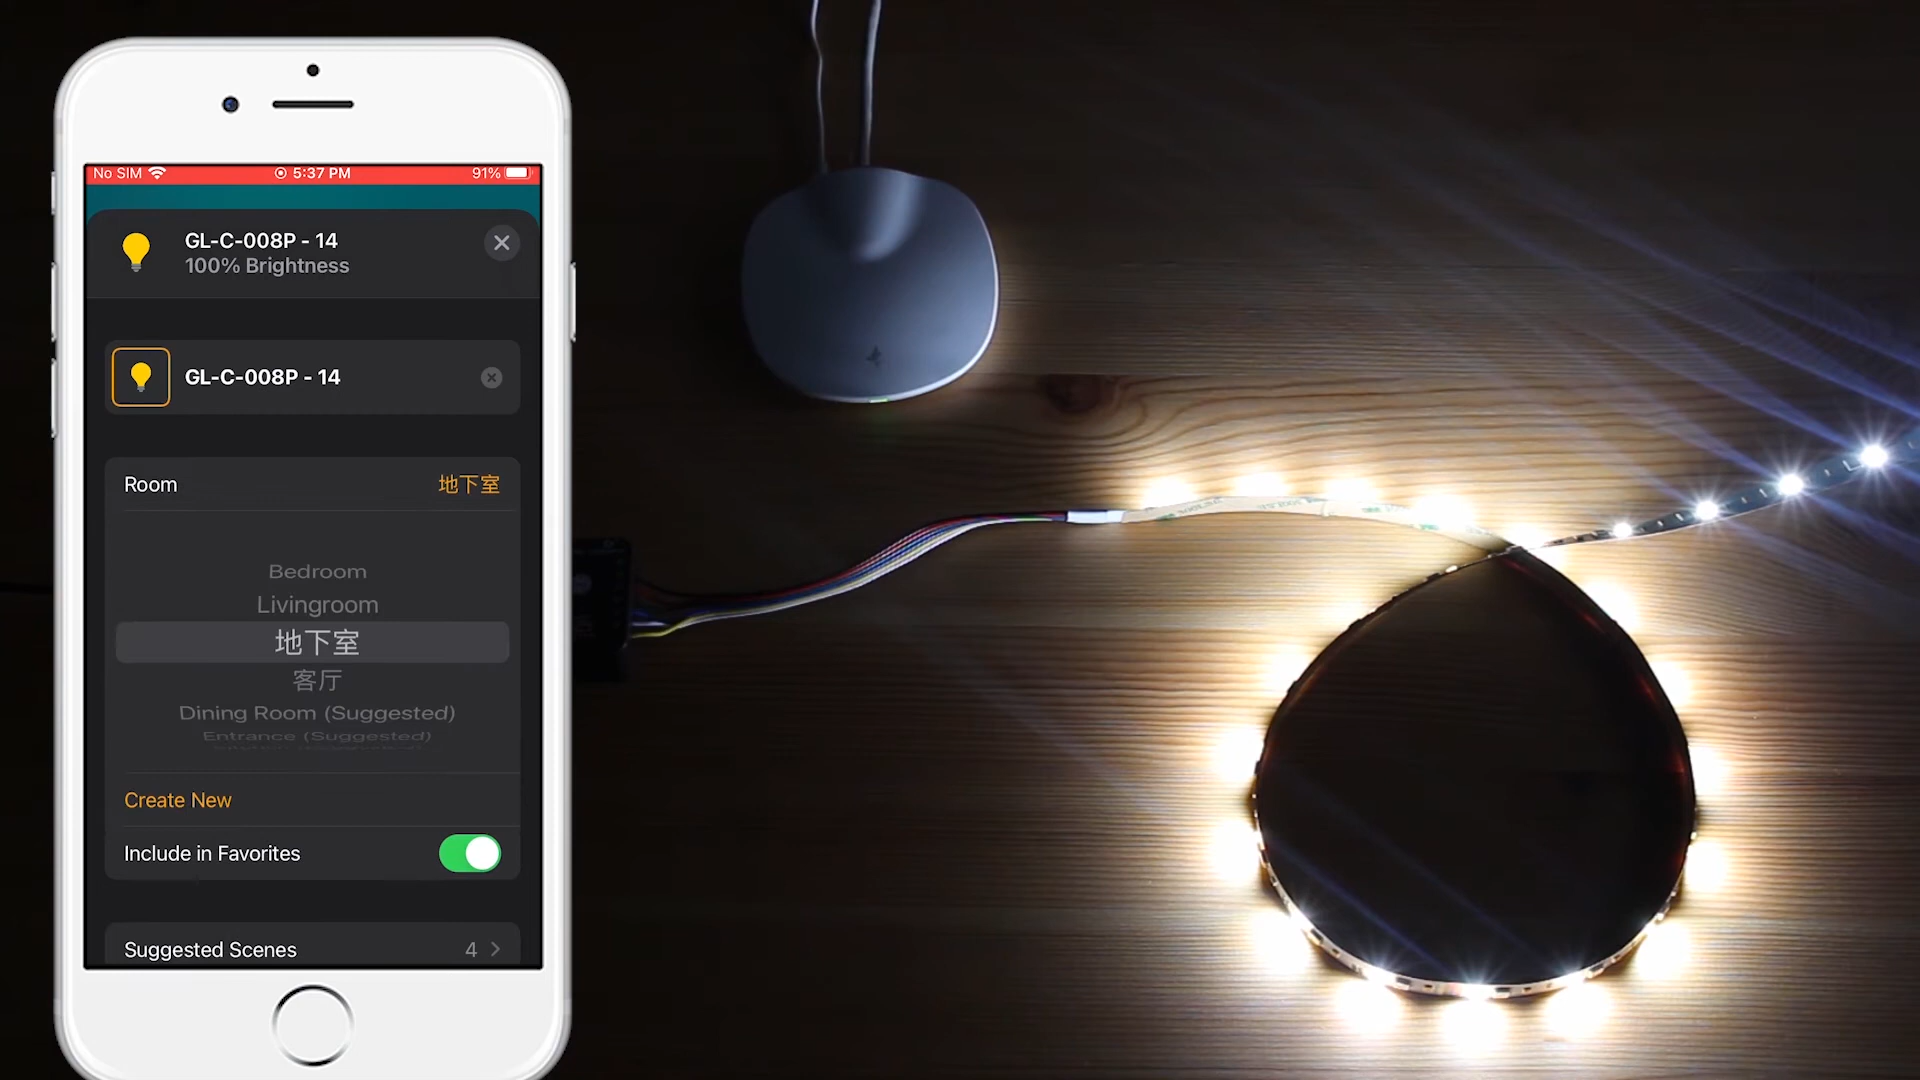 No SIM 5:37 PM 91%
GL-C-008P - 14
100% Brightness
GL-C-008P - 14
Room 地下室
Bedroom
Livingroom
地下室
客厅
Dining Room (Suggested)
Entrance (Suggested)
Create New
Include in Favorites
Suggested Scenes 4